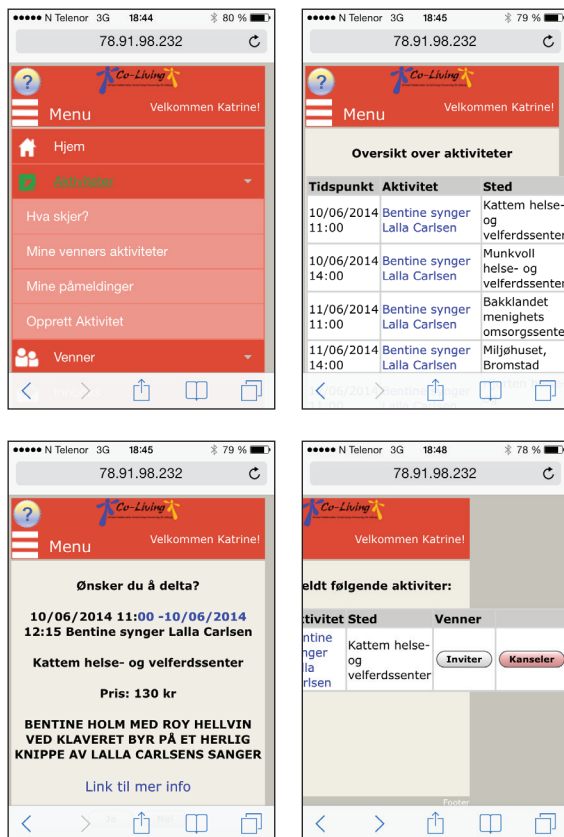 N Telenor 3G 18:44 80 %
78.91.98.232
?
Co-Living
Menu Velkommen Katrine!
Hjem
Aktiviteter
Hva skjer?
Mine venners aktiviteter
Mine påmeldinger
Opprett Aktivitet
Venner
N Telenor 3G 18:45 79 %
78.91.98.232
?
Co-Living
Menu Velkommen Katrine!
Oversikt over aktiviteter
Tidspunkt Aktivitet Sted
10/06/2014 Bentine synger Kattem helse-
11:00 Lalla Carlsen og
velferdssenter
10/06/2014 Bentine synger Munkvoll
14:00 Lalla Carlsen helse- og
velferdssenter
11/06/2014 Bentine synger Bakklandet
11:00 Lalla Carlsen menighets
omsorgssente
11/06/2014 Bentine synger Miljøhuset,
14:00 Lalla Carlsen Bromstad
N Telenor 3G 18:45 79 %
78.91.98.232
?
Co-Living
Menu Velkommen Katrine!
Ønsker du å delta?
10/06/2014 11:00 -10/06/2014
12:15 Bentine synger Lalla Carlsen
Kattem helse- og velferdssenter
Pris: 130 kr
BENTINE HOLM MED ROY HELLVIN
VED KLAVERET BYR PÅ ET HERLIG
KNIPPE AV LALLA CARLSENS SANGER
Link til mer info
N Telenor 3G 18:48 78 %
78.91.98.232
Co-Living
Velkommen Katrine!
eldt følgende aktiviter:
ktivitet Sted Venner
ntine Kattem helse-
nger og
la velferdssenter
rlsen
Inviter Kanseler
Footer